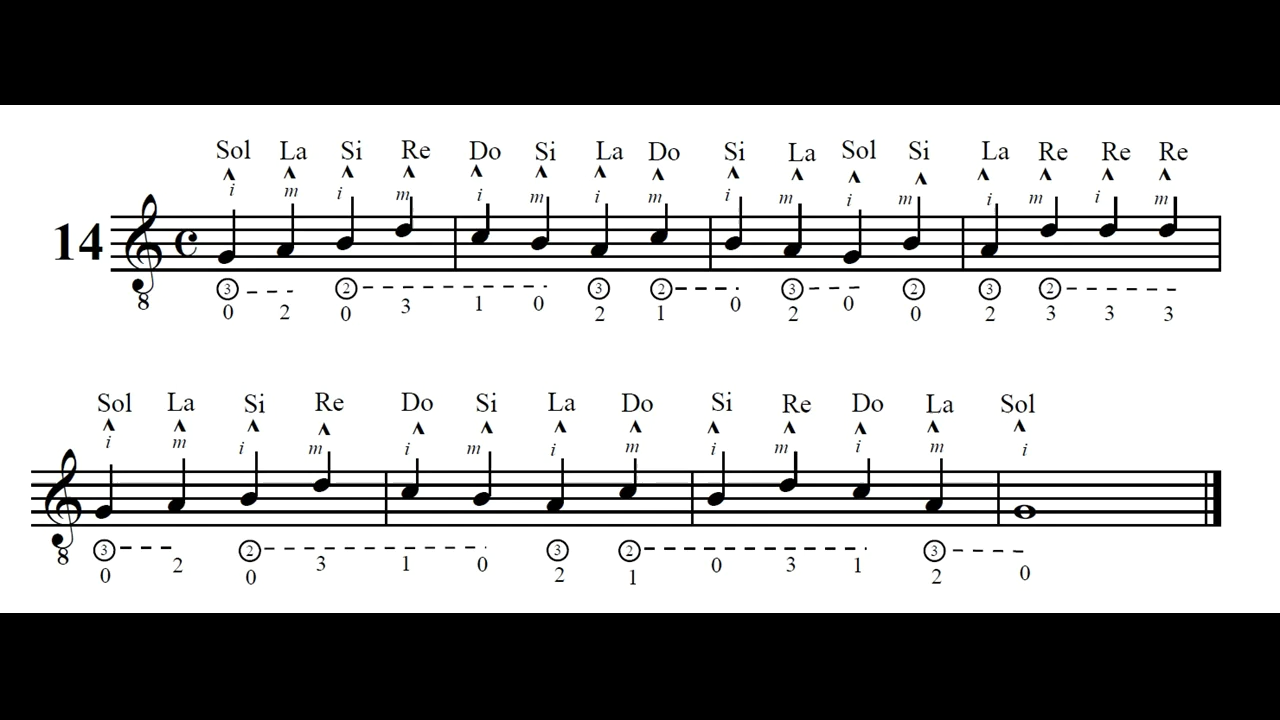 Sol La Si Re Do Si La Do Si La Sol Si La Re Re Re
i m i m i m i m i m i m i m i m
14
3 2 3 2 3 2 3 2
0 2 0 3 1 0 2 1 0 2 0 0 2 3 3 3
8
Sol La Si Re Do Si La Do Si Re Do La Sol
i m i m i m i m i m i m i
3 2 3 2 3
0 2 0 3 1 0 2 1 0 3 1 2 0
8